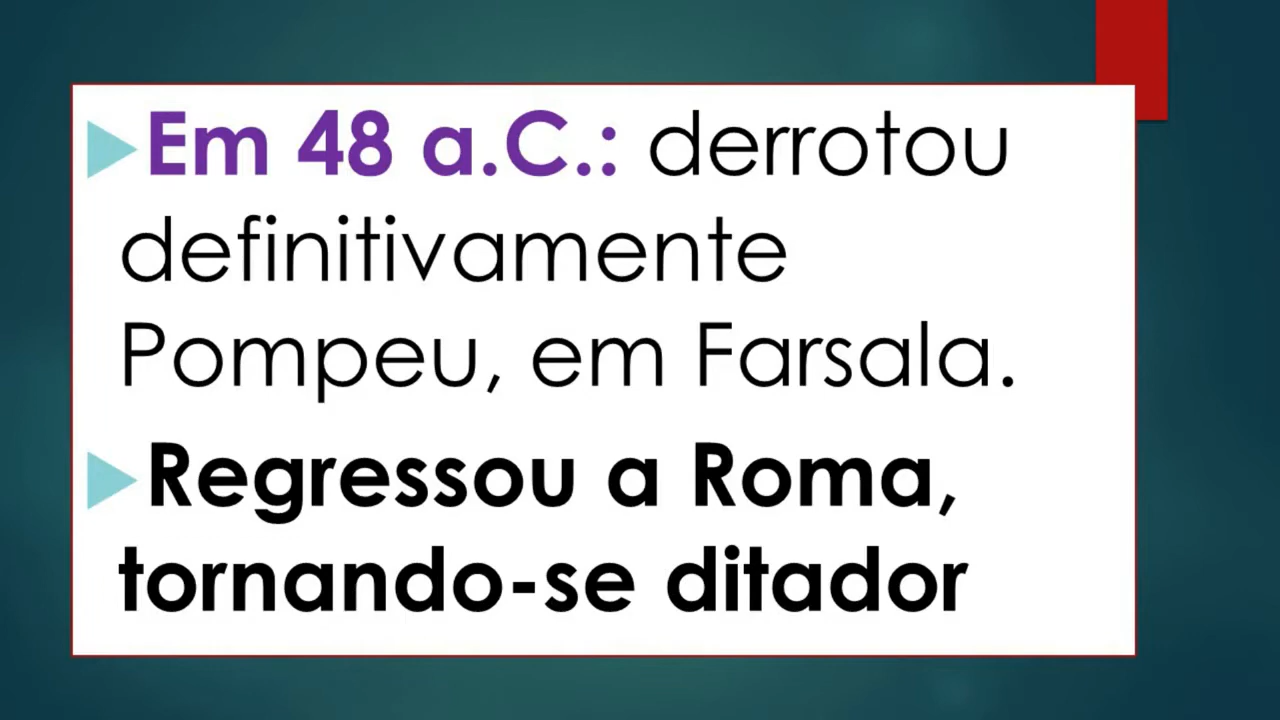 Em 48 a.C.: derrotou
definitivamente
Pompeu, em Farsala.
Regressou a Roma,
tornando-se ditador